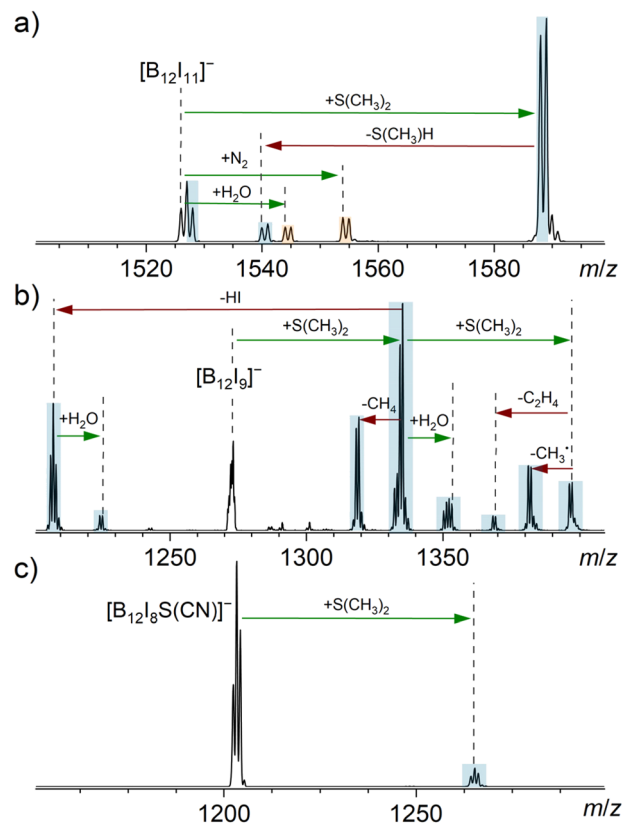 a)
[B₁₂I₁₁]⁻
+S(CH₃)₂
-S(CH₃)H
+N₂
+H₂O
1520 1540 1560 1580 m/z
b)
-HI
+S(CH₃)₂ +S(CH₃)₂
[B₁₂I₉]⁻
-CH₄ -C₂H₄
+H₂O +H₂O
-CH₃•
1250 1300 1350 m/z
c)
[B₁₂I₈S(CN)]⁻
+S(CH₃)₂
1200 1250 m/z